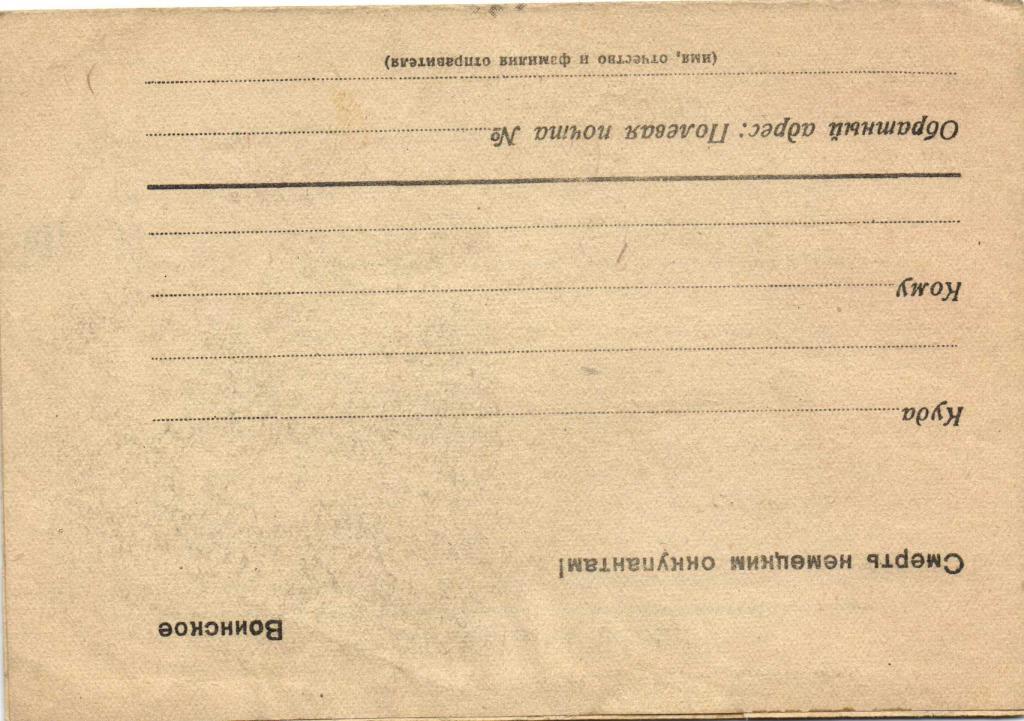 Воинское
Смерть немецким оккупантам!
Куда
Кому
Обратный адрес: Полевая почта №
(имя, отчество и фамилия отправителя)